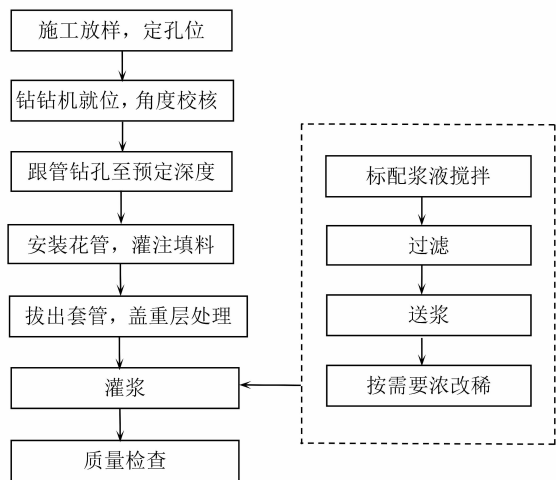 施工放样，定孔位
钻钻机就位，角度校核
跟管钻孔至预定深度
安装花管，灌注填料
拔出套管，盖重层处理
灌浆
质量检查
标配浆液搅拌
过滤
送浆
按需要浓改稀